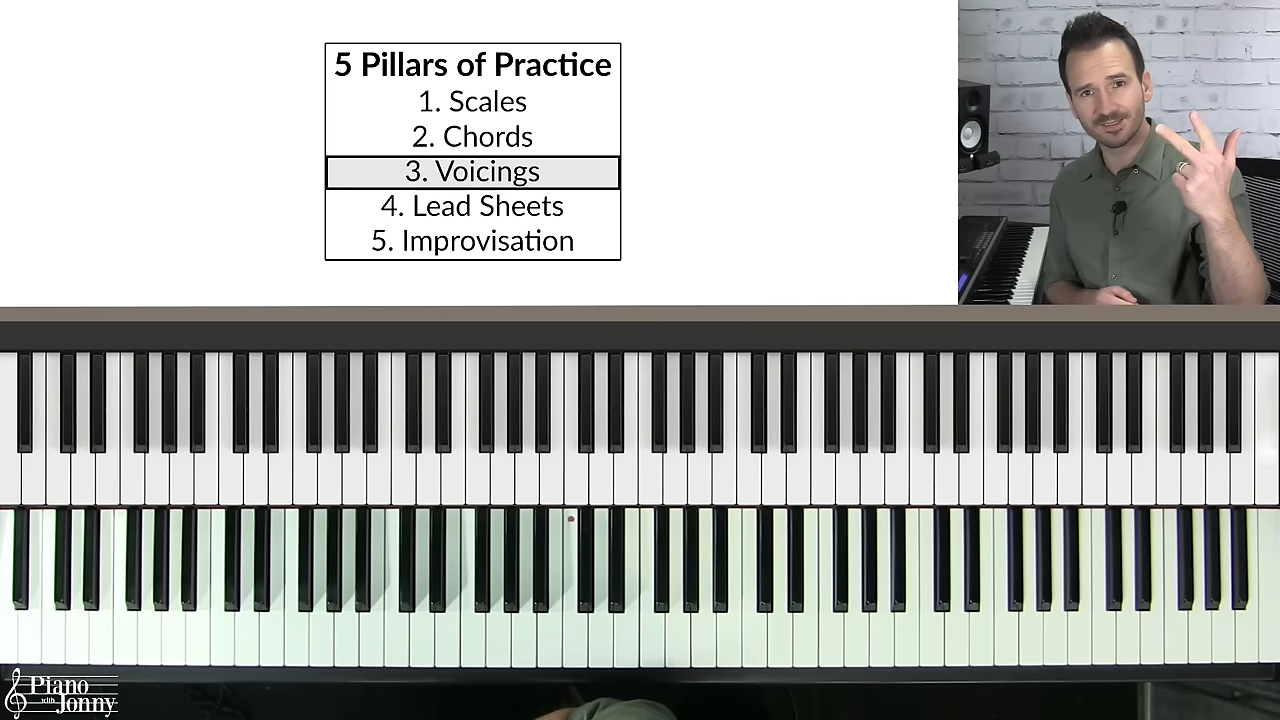 5 Pillars of Practice
1. Scales
2. Chords
3. Voicings
4. Lead Sheets
5. Improvisation
Piano
with
Jonny